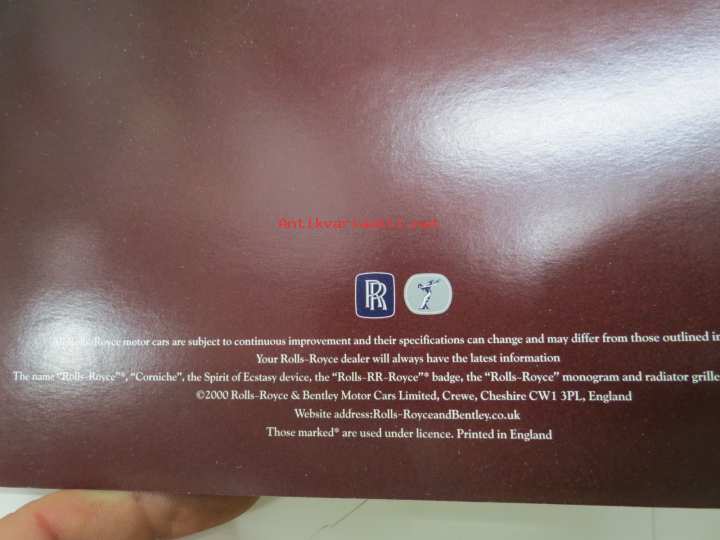 Antikvariaatti.net
RR
All Rolls-Royce motor cars are subject to continuous improvement and their specifications can change and may differ from those outlined in
Your Rolls-Royce dealer will always have the latest information
The name “Rolls-Royce”*, “Corniche”, the Spirit of Ecstasy device, the “Rolls-RR-Royce”* badge, the “Rolls-Royce” monogram and radiator grille
©2000 Rolls-Royce & Bentley Motor Cars Limited, Crewe, Cheshire CW1 3PL, England
Website address:Rolls-RoyceandBentley.co.uk
Those marked* are used under licence. Printed in England